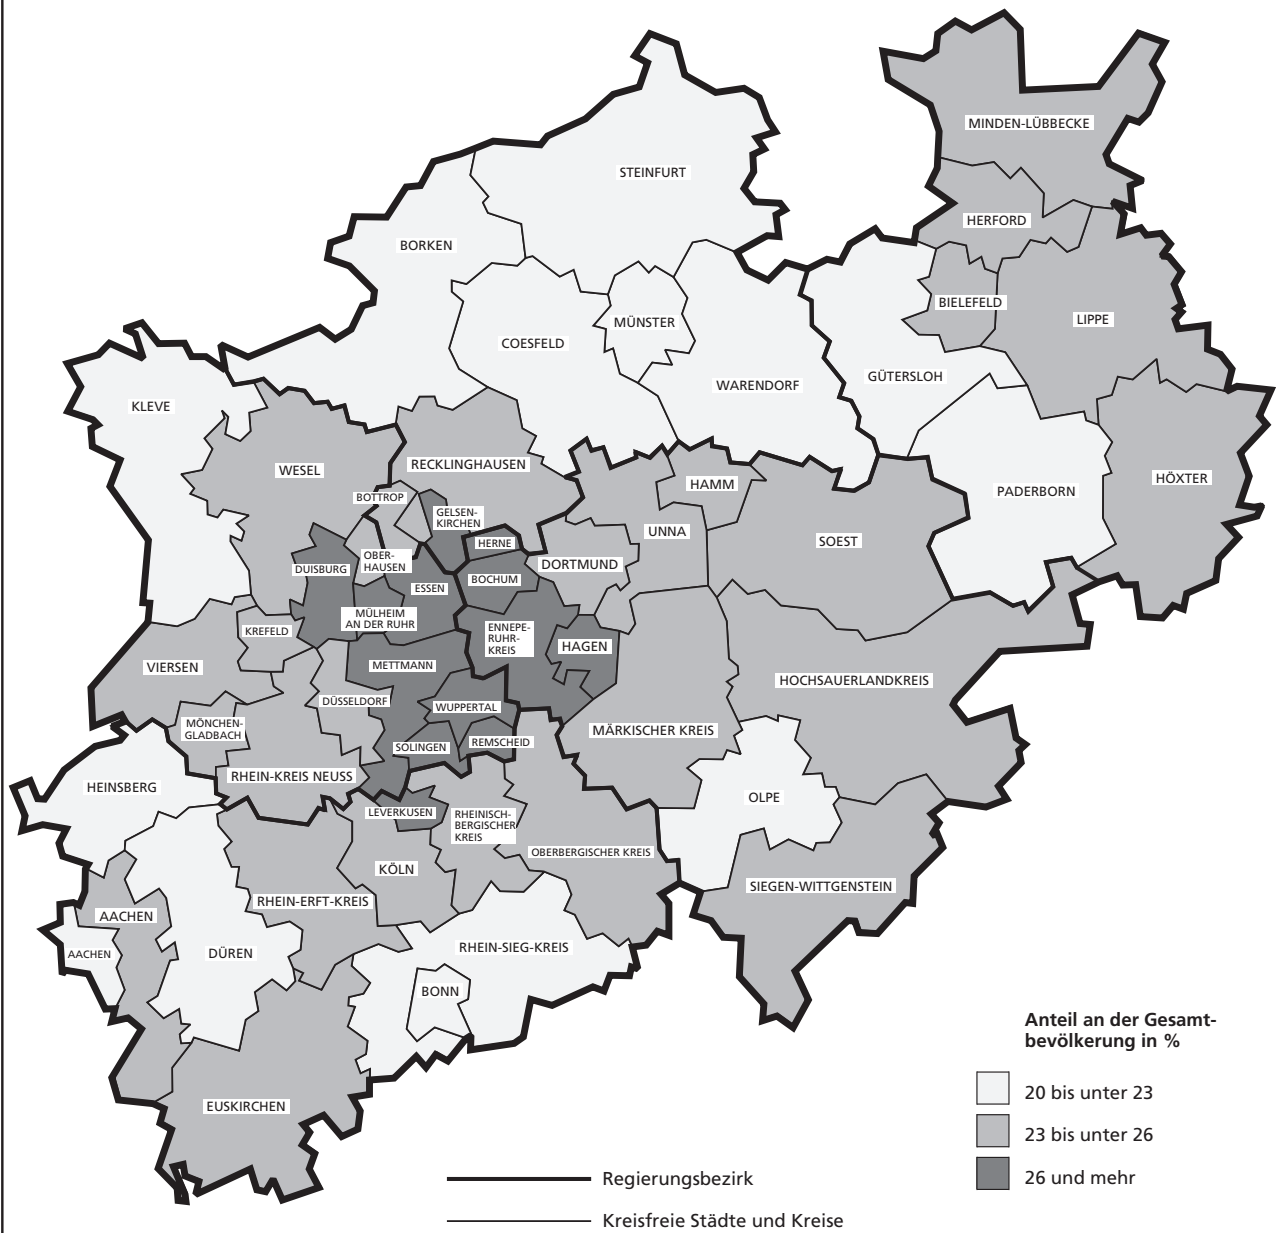 MINDEN-LÜBBECKE
STEINFURT
HERFORD
BORKEN
BIELEFELD
LIPPE
MÜNSTER
COESFELD
GÜTERSLOH
WARENDORF
KLEVE
RECKLINGHAUSEN
WESEL
HÖXTER
HAMM
PADERBORN
BOTTROP
GELSEN-
KIRCHEN
UNNA
SOEST
HERNE
OBER-
HAUSEN
DORTMUND
DUISBURG
BOCHUM
ESSEN
MÜLHEIM
AN DER RUHR
KREFELD
ENNEPE-
RUHR-
KREIS
HAGEN
VIERSEN
METTMANN
HOCHSAUERLANDKREIS
DÜSSELDORF
WUPPERTAL
MÖNCHEN-
GLADBACH
MÄRKISCHER KREIS
REMSCHEID
SOLINGEN
RHEIN-KREIS NEUSS
HEINSBERG
OLPE
LEVERKUSEN
RHEINISCH-
BERGISCHER
KREIS
OBERBERGISCHER KREIS
KÖLN
SIEGEN-WITTGENSTEIN
RHEIN-ERFT-KREIS
AACHEN
RHEIN-SIEG-KREIS
AACHEN
DÜREN
BONN
EUSKIRCHEN
Anteil an der Gesamt-
bevölkerung in %
20 bis unter 23
23 bis unter 26
26 und mehr
Regierungsbezirk
Kreisfreie Städte und Kreise